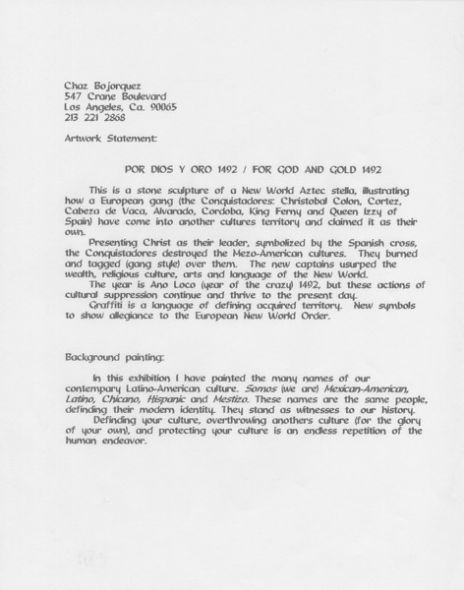 Chaz Bojorquez
547 Crane Boulevard
Los Angeles, Ca. 90065
213 221 2868
Artwork Statement:
POR DIOS Y ORO 1492 / FOR GOD AND GOLD 1492
This is a stone sculpture of a New World Aztec stella, illustrating
how a European gang (the Conquistadores: Christobal Colon, Cortez,
Cabeza de Vaca, Alvarado, Cordoba, King Ferny and Queen Izzy of
Spain) have come into another cultures territory and claimed it as their
own.
Presenting Christ as their leader, symbolized by the Spanish cross,
the Conquistadores destroyed the Mezo-American cultures. They burned
and tagged (gang style) over them. The new captains usurped the
wealth, religious culture, arts and language of the New World.
The year is Ano Loco (year of the crazy) 1492, but these actions of
cultural suppression continue and thrive to the present day.
Graffiti is a language of defining acquired territory. New symbols
to show allegiance to the European New World Order.
Background painting:
In this exhibition I have painted the many names of our
contempary Latino-American culture. Somos (we are) Mexican-American,
Latino, Chicano, Hispanic and Mestizo. These names are the same people,
definding their modern identity. They stand as witnesses to our history.
Definding your culture, overthrowing anothers culture (for the glory
of your own), and protecting your culture is an endless repetition of the
human endeavor.